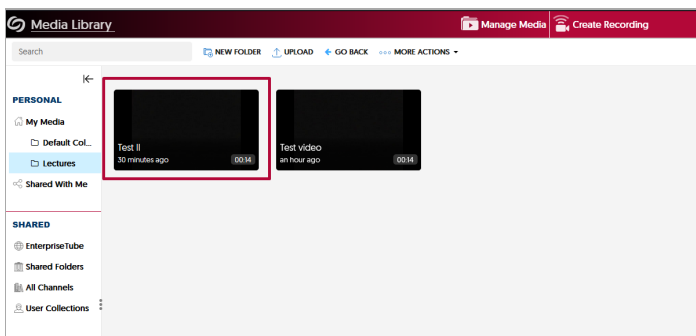 Media Library
Manage Media
Create Recording
Search
NEW FOLDER
UPLOAD
GO BACK
MORE ACTIONS
PERSONAL
My Media
Default Col...
Lectures
Shared With Me
SHARED
EnterpriseTube
Shared Folders
All Channels
User Collections
Test II
30 minutes ago
00:14
Test video
an hour ago
00:14